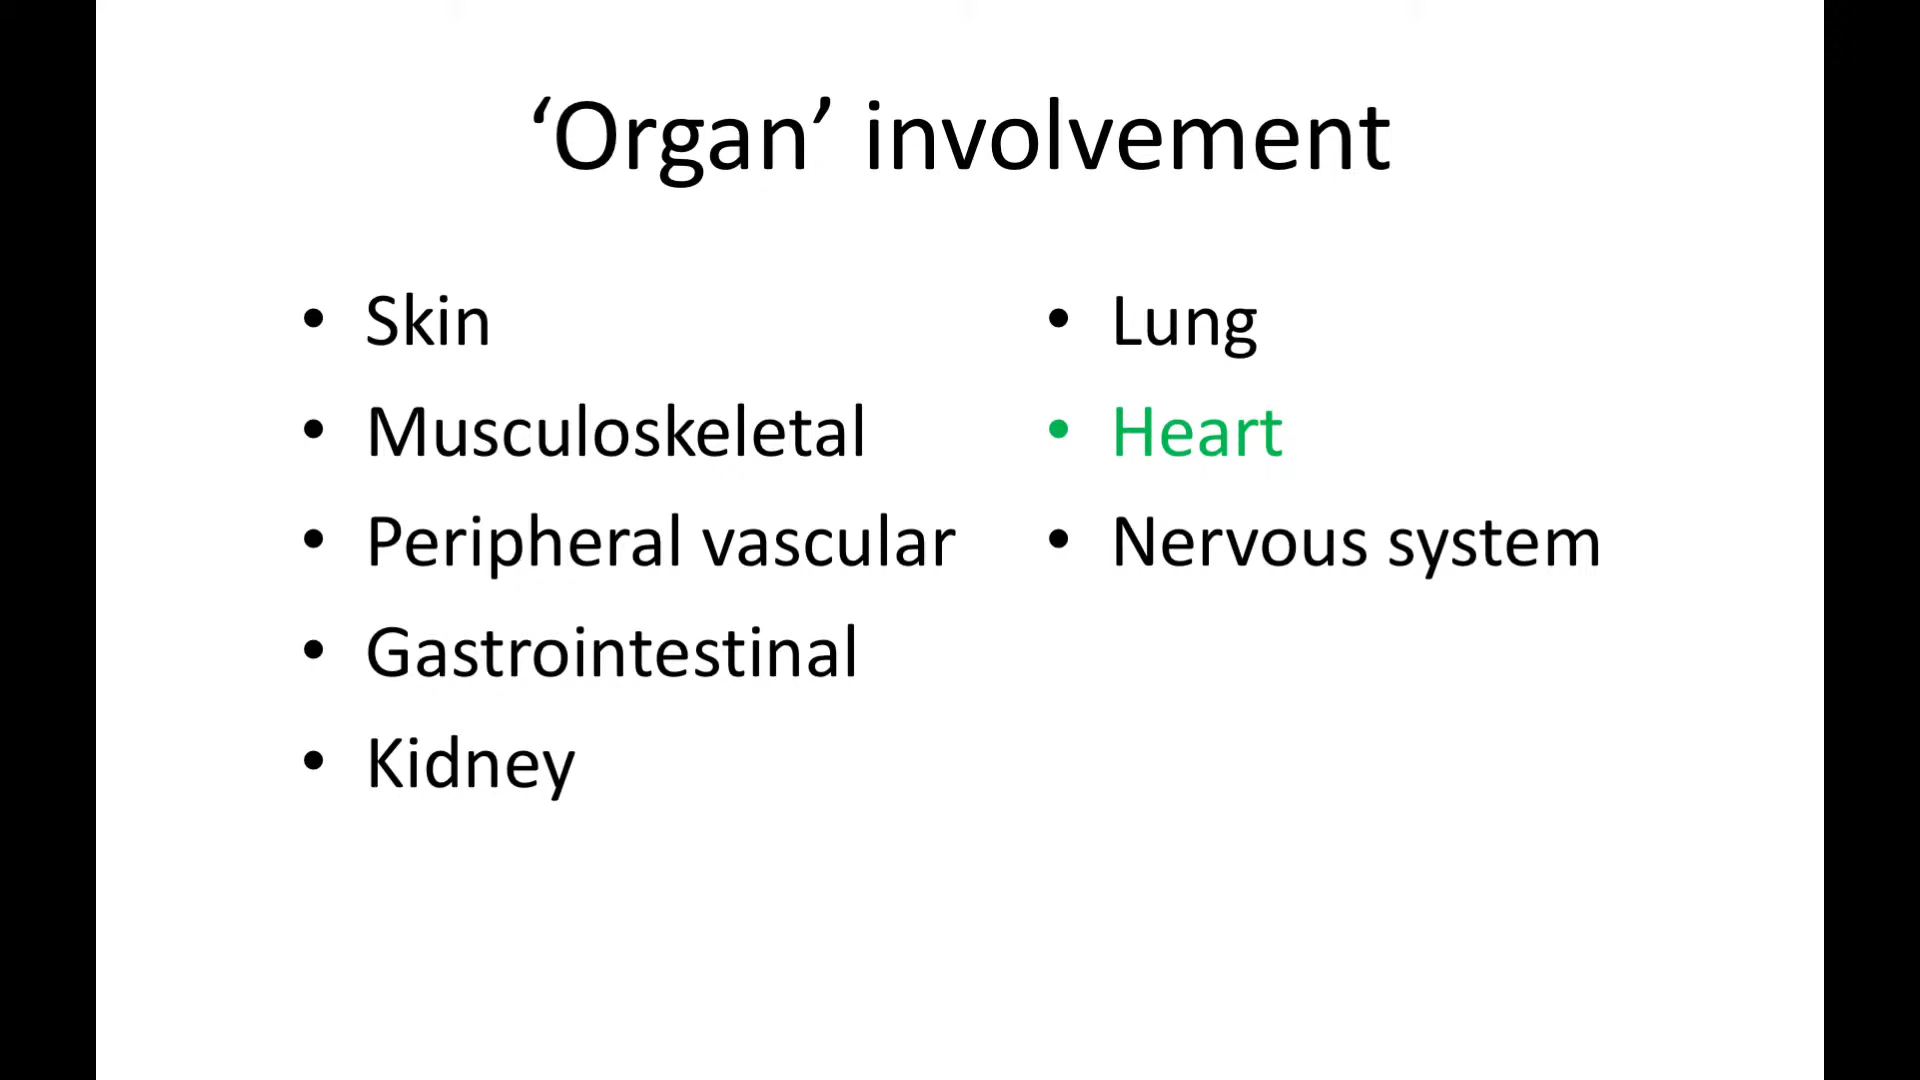 ‘Organ’ involvement
• Skin
• Musculoskeletal
• Peripheral vascular
• Gastrointestinal
• Kidney
• Lung
• Heart
• Nervous system